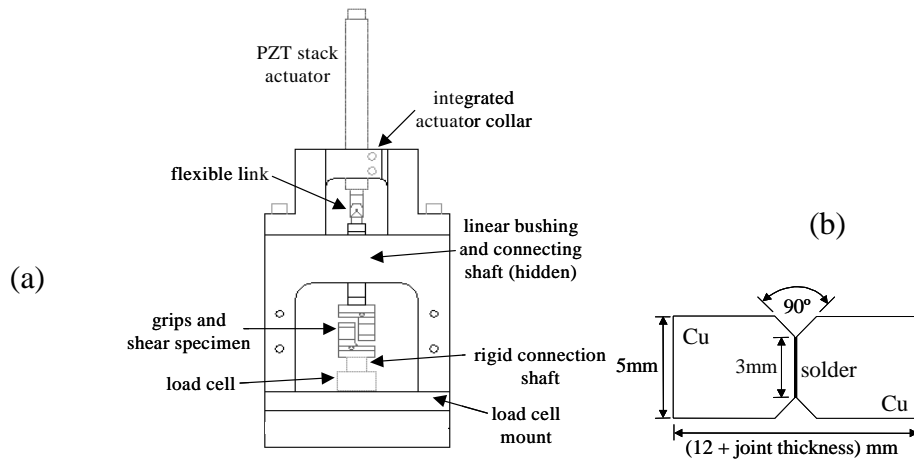 PZT stack
actuator
integrated
actuator collar
flexible link
linear bushing
and connecting
shaft (hidden)
(a)
grips and
shear specimen
rigid connection
shaft
load cell
load cell
mount
(b)
90º
Cu
5mm
3mm
solder
Cu
(12 + joint thickness) mm